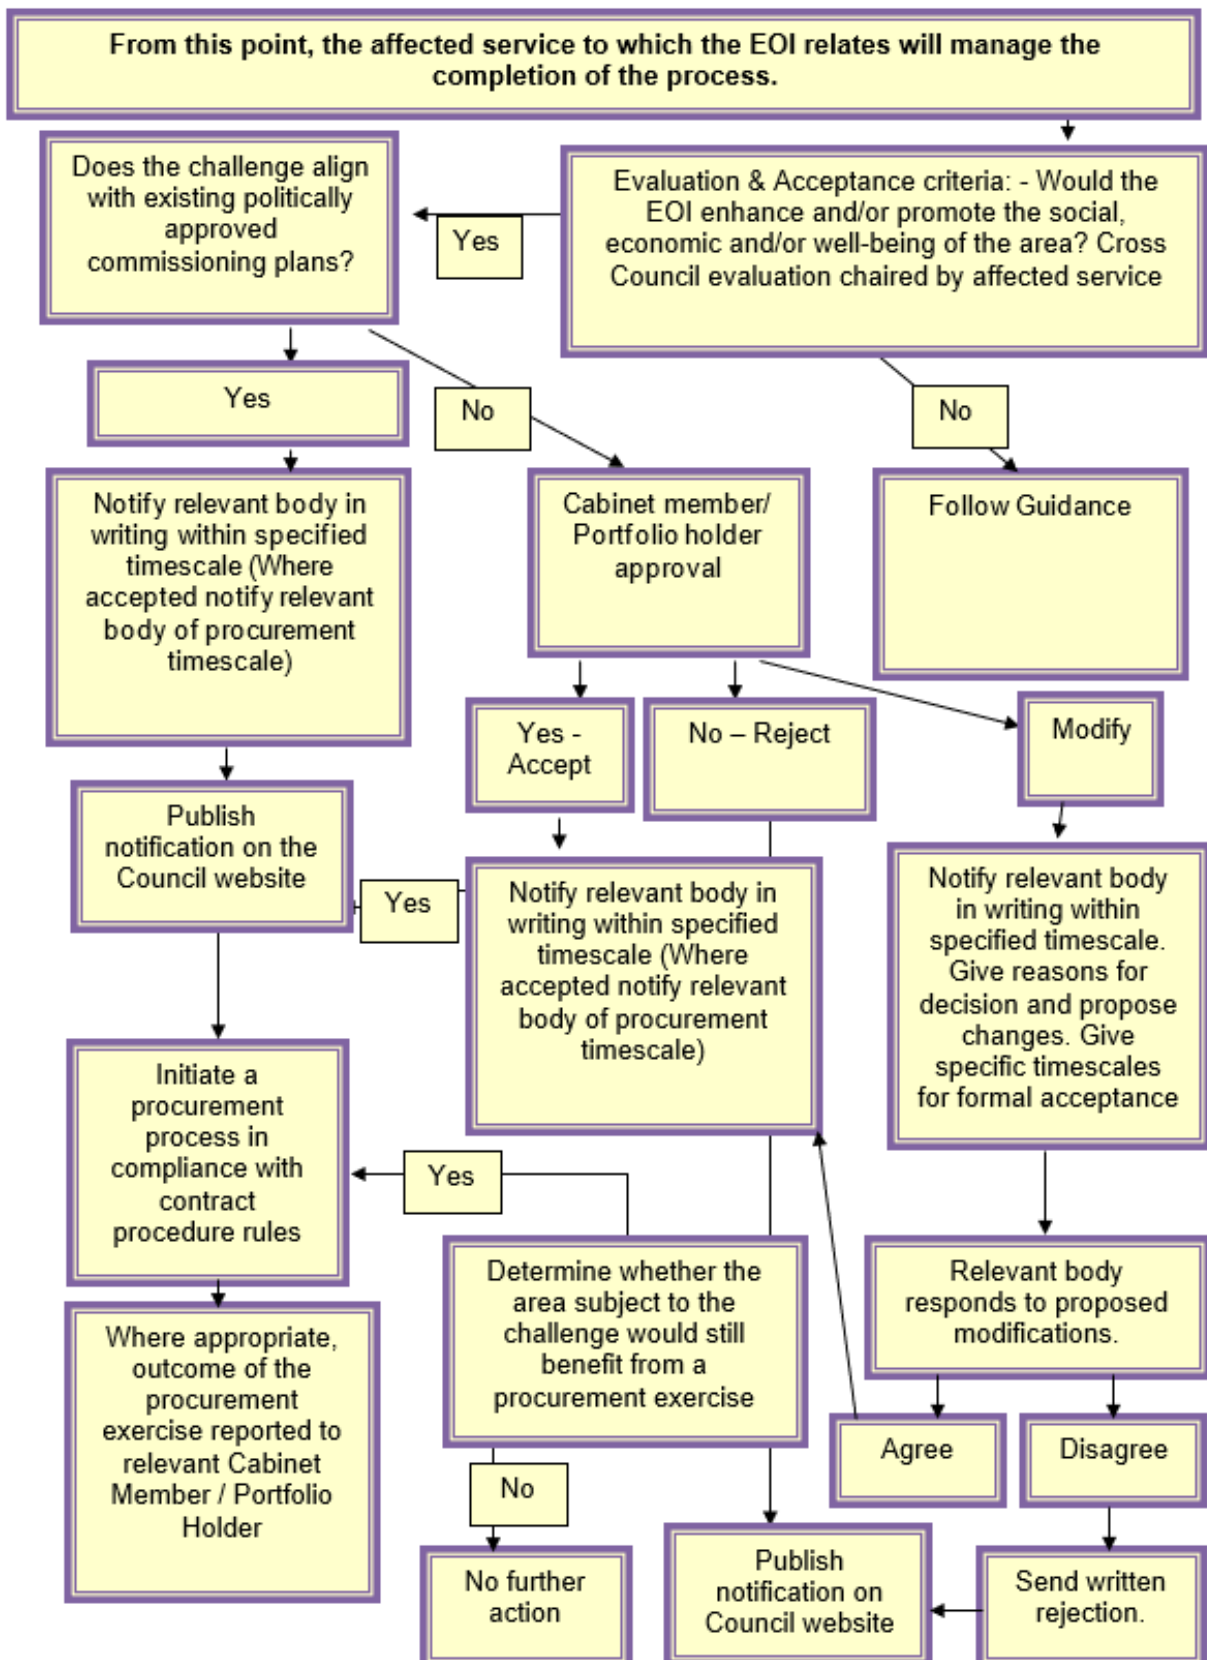 From this point, the affected service to which the EOI relates will manage the
completion of the process.
Does the challenge align
with existing politically
approved
commissioning plans?
Yes
Evaluation & Acceptance criteria: - Would the
EOI enhance and/or promote the social,
economic and/or well-being of the area? Cross
Council evaluation chaired by affected service
Yes
No
No
Notify relevant body in
writing within specified
timescale (Where
accepted notify relevant
body of procurement
timescale)
Cabinet member/
Portfolio holder
approval
Follow Guidance
Yes -
Accept
No – Reject
Modify
Publish
notification on the
Council website
Yes
Notify relevant body in
writing within specified
timescale (Where
accepted notify relevant
body of procurement
timescale)
Notify relevant body
in writing within
specified timescale.
Give reasons for
decision and propose
changes. Give
specific timescales
for formal acceptance
Initiate a
procurement
process in
compliance with
contract
procedure rules
Yes
Determine whether the
area subject to the
challenge would still
benefit from a
procurement exercise
Relevant body
responds to proposed
modifications.
Where appropriate,
outcome of the
procurement
exercise reported to
relevant Cabinet
Member / Portfolio
Holder
Agree
Disagree
No
No further
action
Publish
notification on
Council website
Send written
rejection.